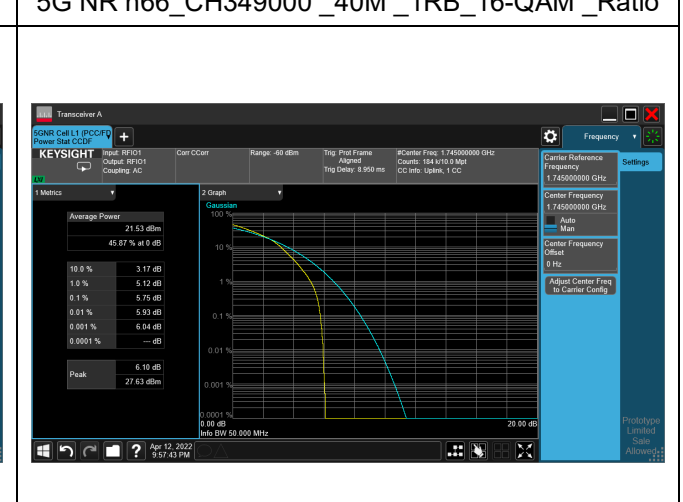 5G NR n66_CH349000 _40M _1RB_16-QAM _Ratio
Transceiver A
5GNR Cell L1 (PCC/FD
Power Stat CCDF
Frequency
KEYSIGHT
Input: RFIO1
Output: RFIO1
Coupling: AC
Corr CCorr
Range: -60 dBm
Trig: Prot Frame
Aligned
Trig Delay: 8.950 ms
#Center Freq: 1.745000000 GHz
Counts: 184 k/10.0 Mpt
CC Info: Uplink, 1 CC
1 Metrics
Average Power
21.53 dBm
45.87 % at 0 dB
10.0 % 3.17 dB
1.0 % 5.12 dB
0.1 % 5.75 dB
0.01 % 5.93 dB
0.001 % 6.04 dB
0.0001 % --- dB
Peak 6.10 dB
27.63 dBm
2 Graph
Gaussian
100 %
10 %
1 %
0.1 %
0.01 %
0.001 %
0.0001 %
0.00 dB 20.00 dB
Info BW 50.000 MHz
Carrier Reference
Frequency
1.745000000 GHz
Center Frequency
1.745000000 GHz
Auto
Man
Center Frequency
Offset
0 Hz
Adjust Center Freq
to Carrier Config
Settings
Prototype
Limited
Sale
Allowed
?
Apr 12, 2022
9:57:43 PM